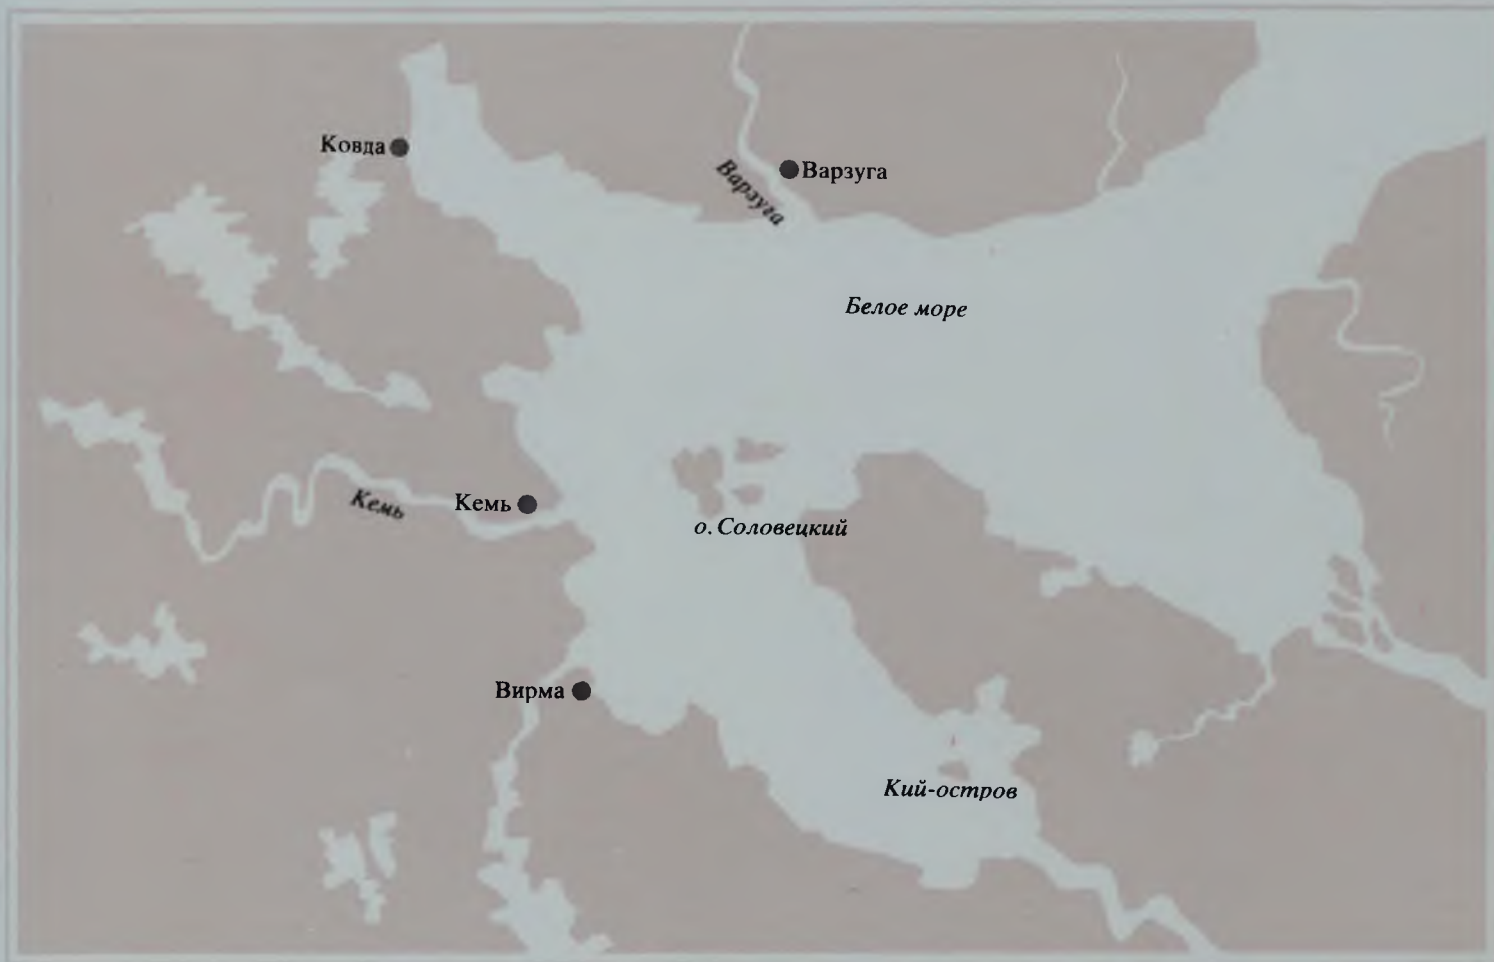 Ковда
Варзуга
Варзуга
Белое море
Кемь
Кемь
о. Соловецкий
Вирма
Кий-остров